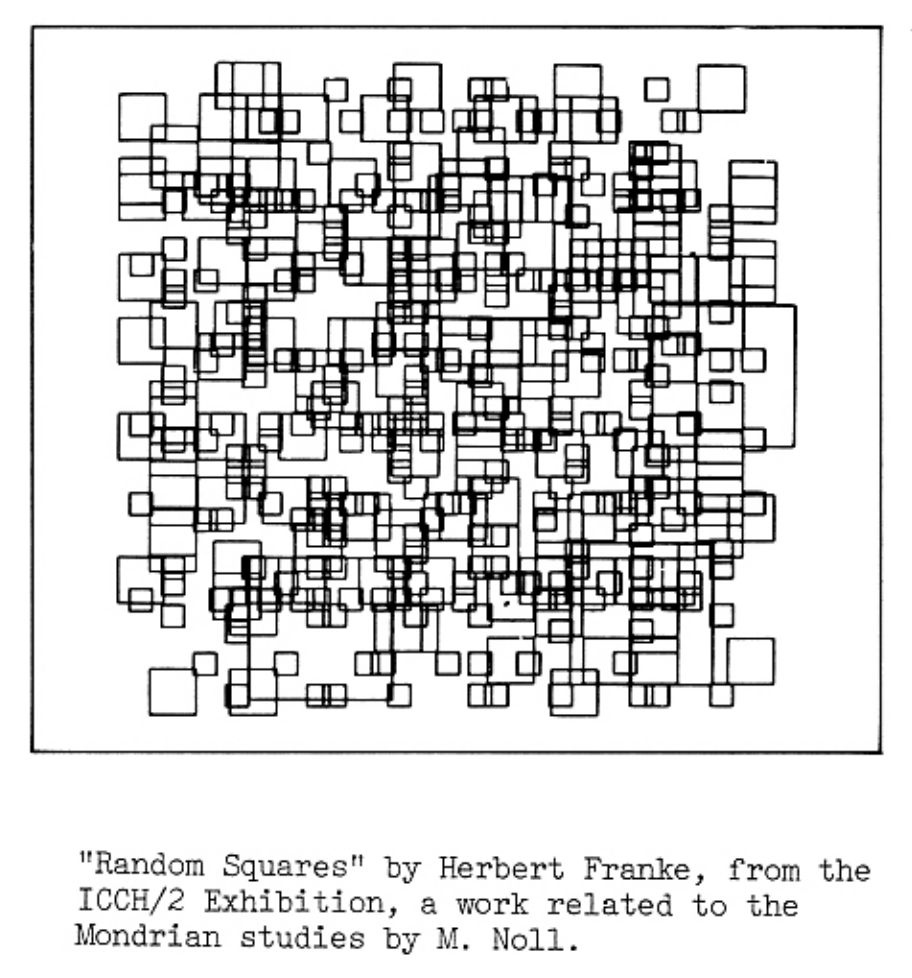 "Random Squares" by Herbert Franke, from the
ICCH/2 Exhibition, a work related to the
Mondrian studies by M. Noll.